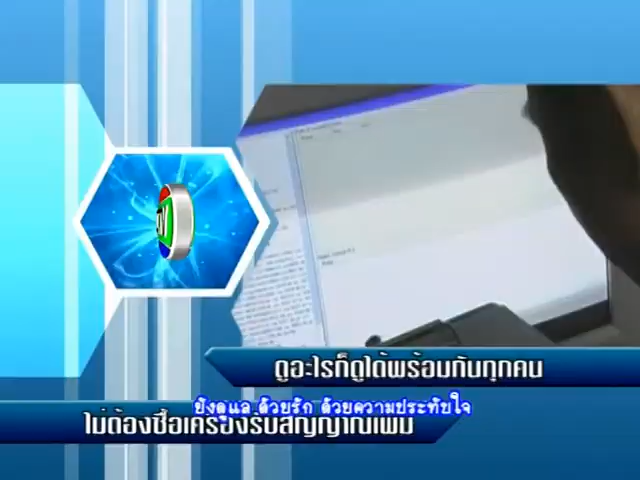 ดูอะไรก็ดูได้พร้อมกันทุกคน
ยังดูแล ด้วยรัก ด้วยความประทับใจ
ไม่ต้องซื้อเครื่องรับสัญญาณเพิ่ม